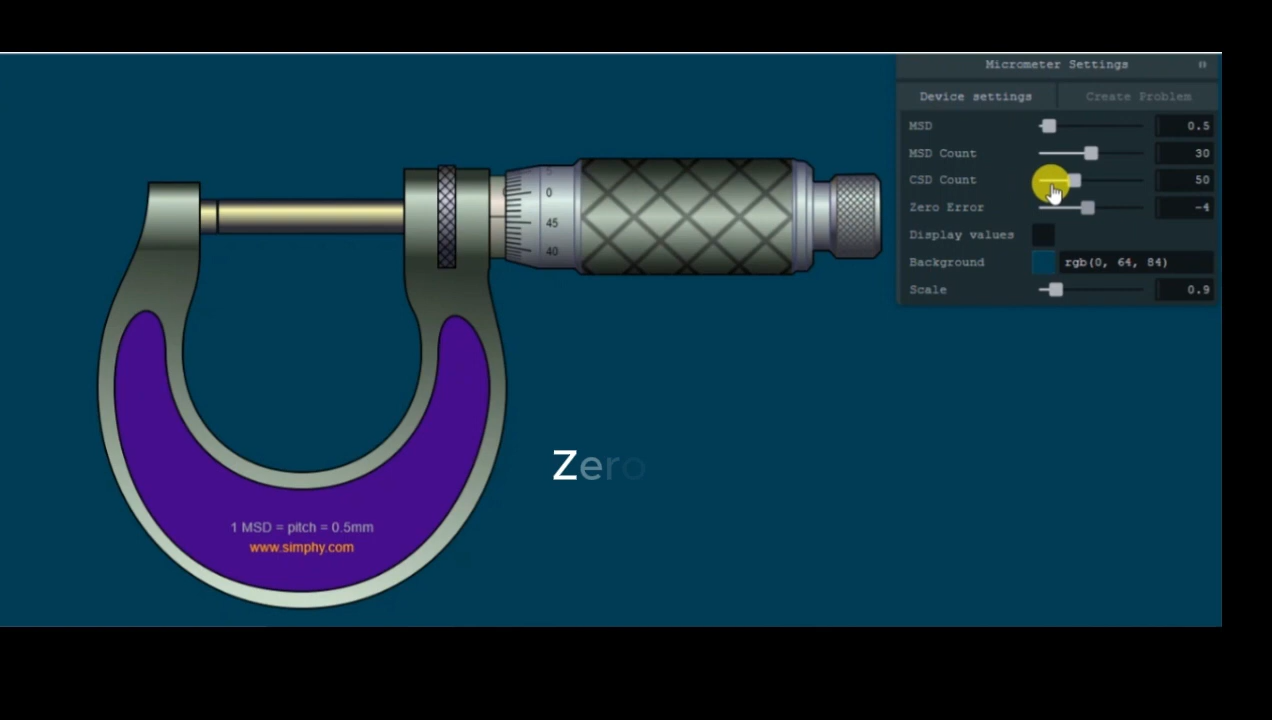 Micrometer Settings
Device settings Create Problem
MSD 0.5
MSD Count 30
CSD Count 50
Zero Error -4
Display values
Background rgb(0, 64, 84)
Scale 0.9
5
0
45
40
0
Zero
1 MSD = pitch = 0.5mm
www.simphy.com